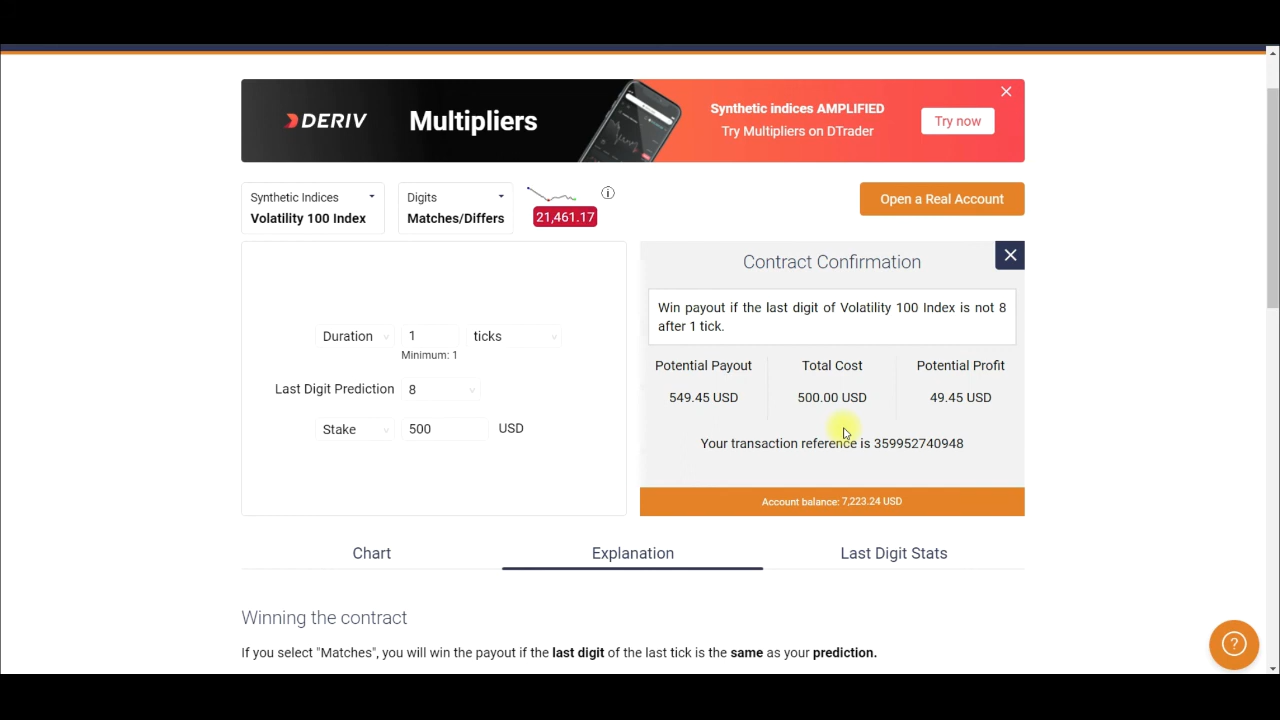 DERIV
Multipliers
Synthetic indices AMPLIFIED
Try Multipliers on DTrader
Try now
Synthetic Indices
Volatility 100 Index
Digits
Matches/Differs
21,461.17
Open a Real Account
Duration 1 ticks
Minimum: 1
Last Digit Prediction 8
Stake 500 USD
Contract Confirmation
Win payout if the last digit of Volatility 100 Index is not 8
after 1 tick.
Potential Payout Total Cost Potential Profit
549.45 USD 500.00 USD 49.45 USD
Your transaction reference is 359952740948
Account balance: 7,223.24 USD
Chart Explanation Last Digit Stats
Winning the contract
If you select "Matches", you will win the payout if the last digit of the last tick is the same as your prediction.